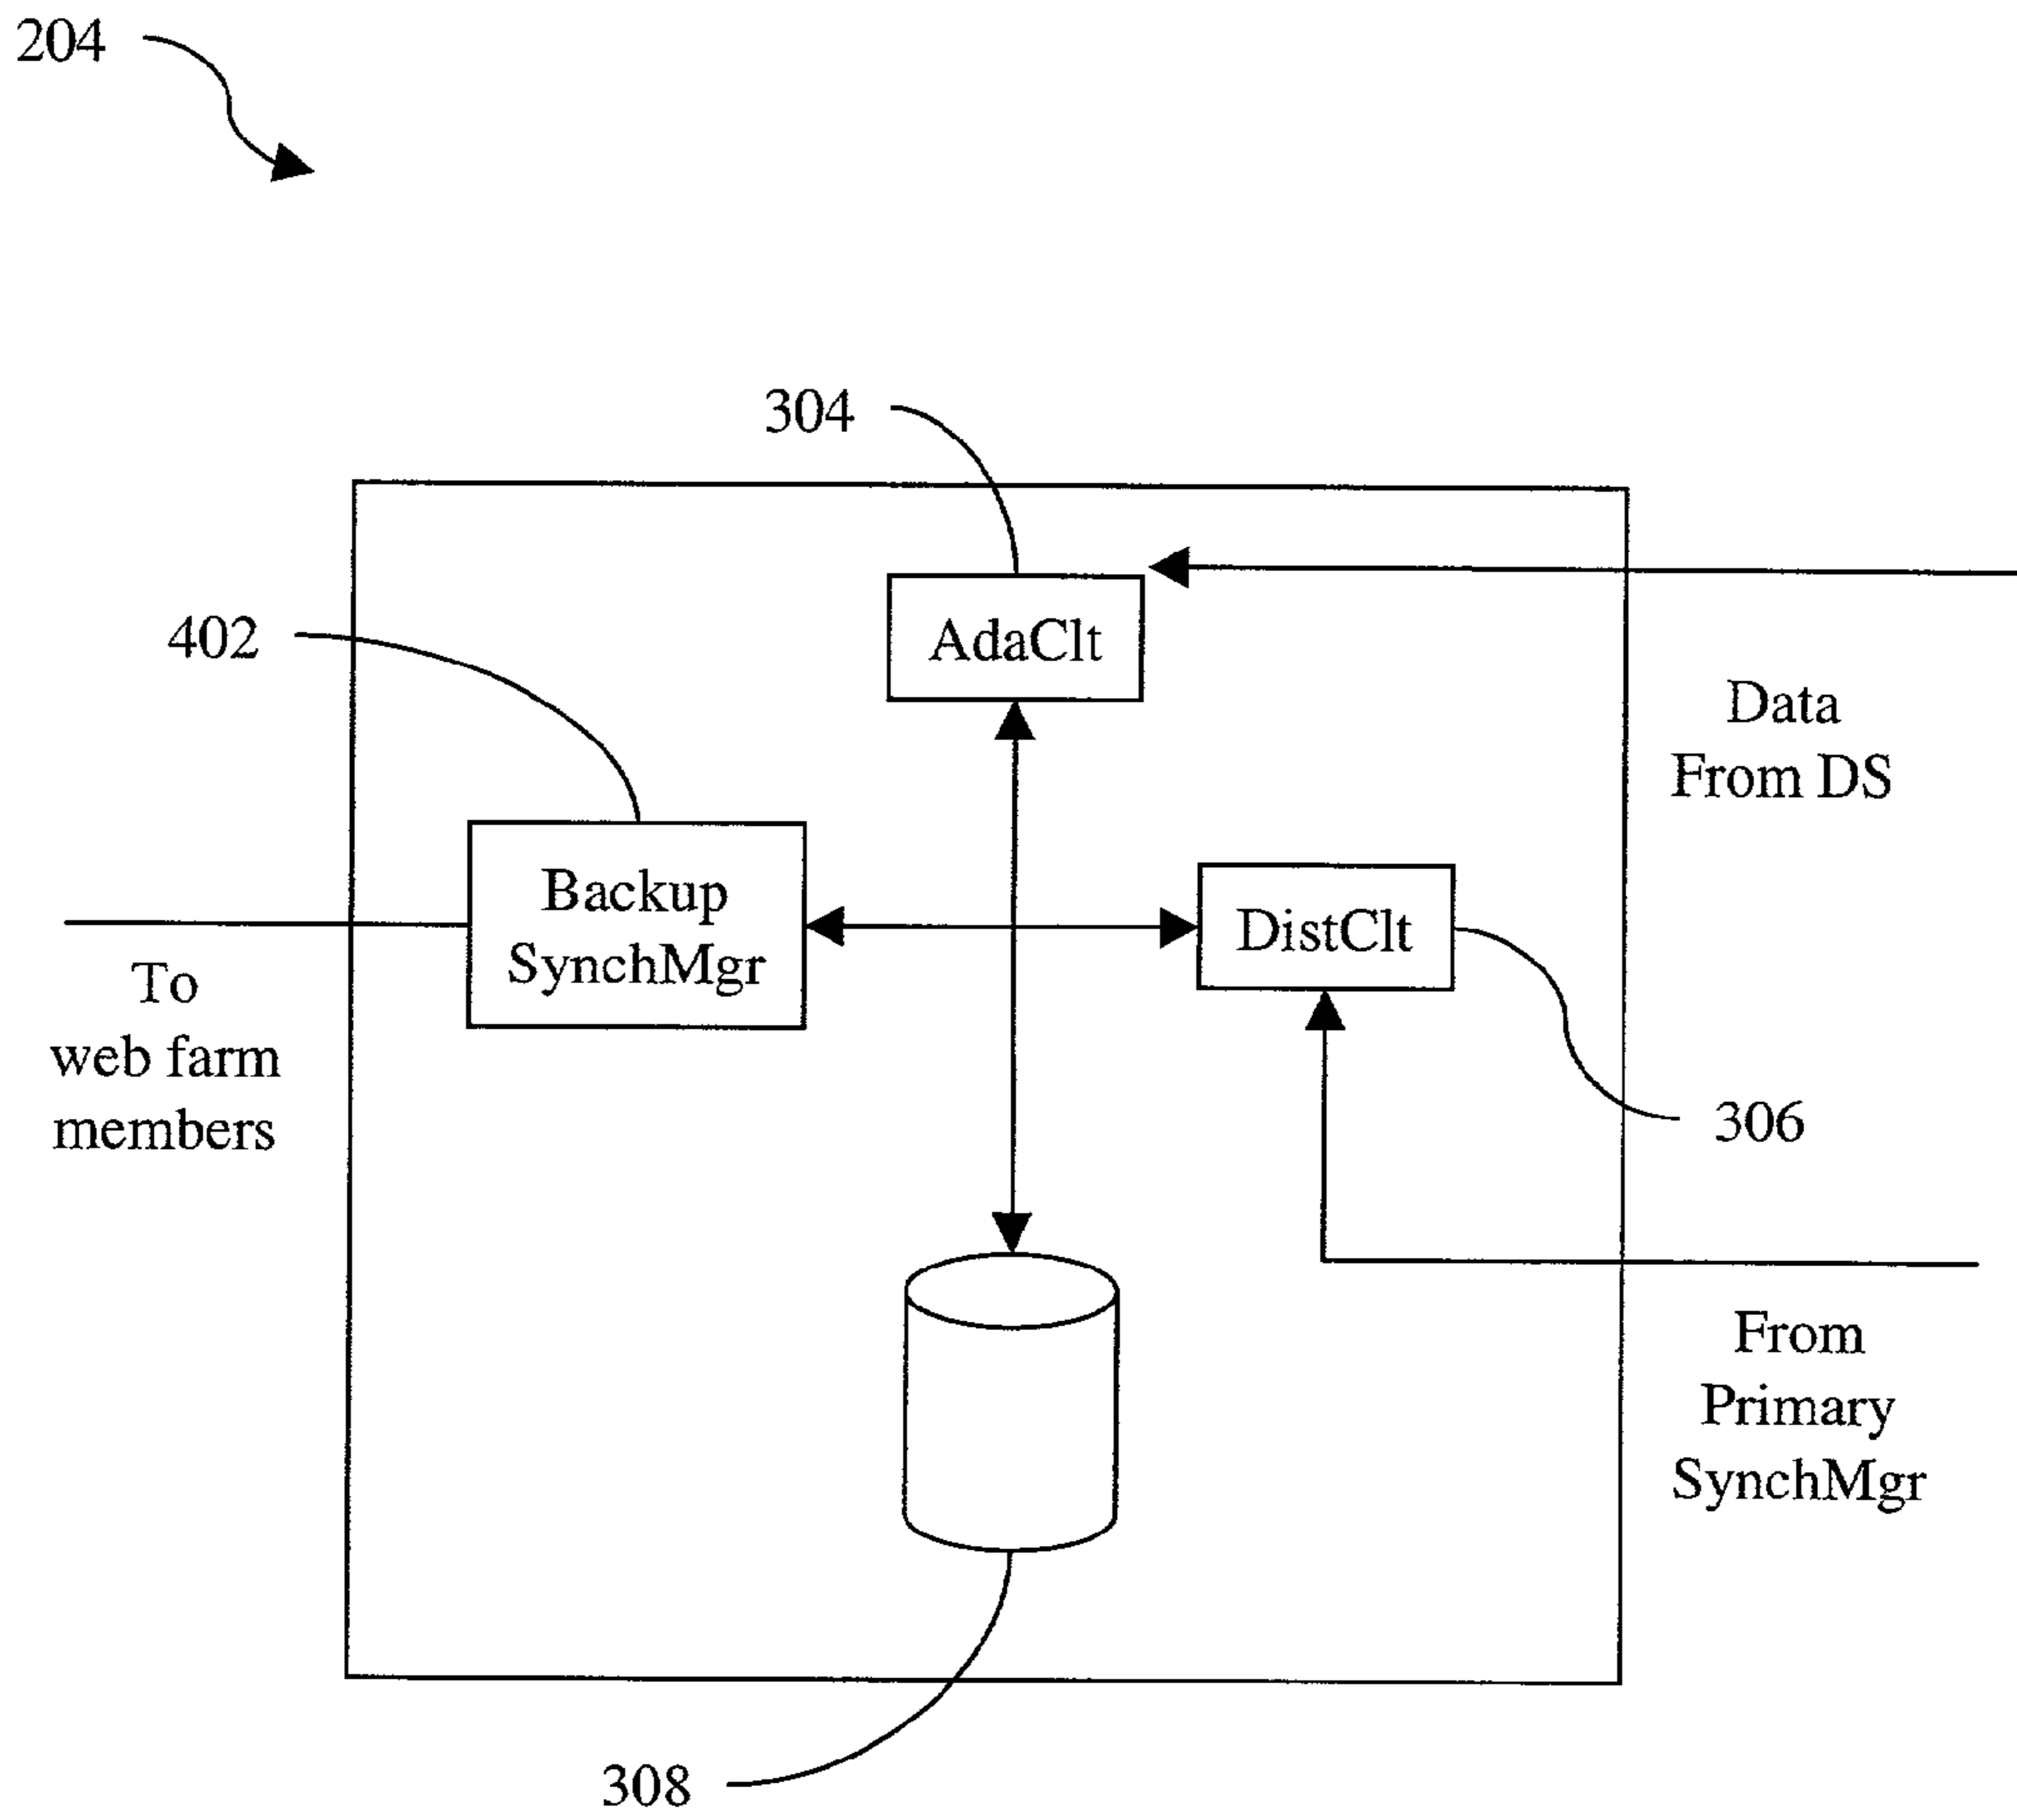 204
304
AdaClt
402
Data
From DS
Backup
SynchMgr
DistClt
To
web farm
members
306
From
Primary
SynchMgr
308